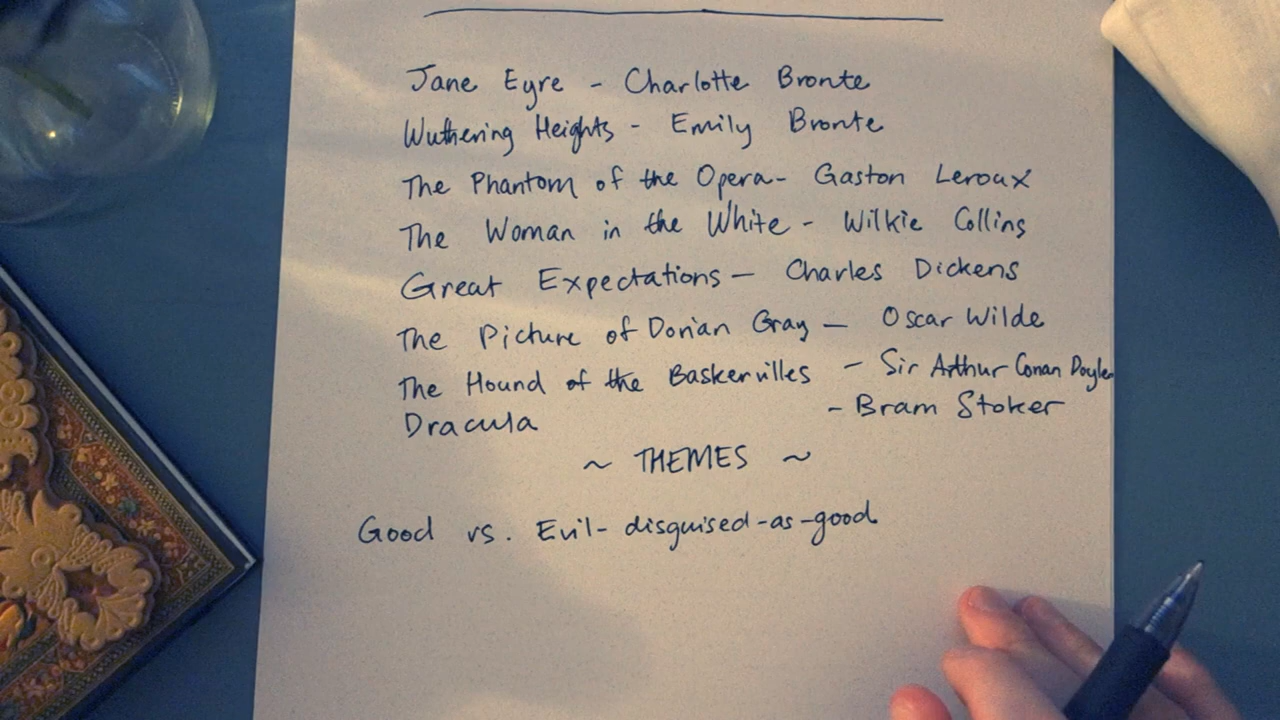 Jane Eyre - Charlotte Bronte
Wuthering Heights - Emily Bronte
The Phantom of the Opera - Gaston Leroux
The Woman in the White - Wilkie Collins
Great Expectations - Charles Dickens
The Picture of Dorian Gray - Oscar Wilde
The Hound of the Baskervilles - Sir Arthur Conan Doyle
Dracula - Bram Stoker
~ THEMES ~
Good vs. Evil-disguised-as-good